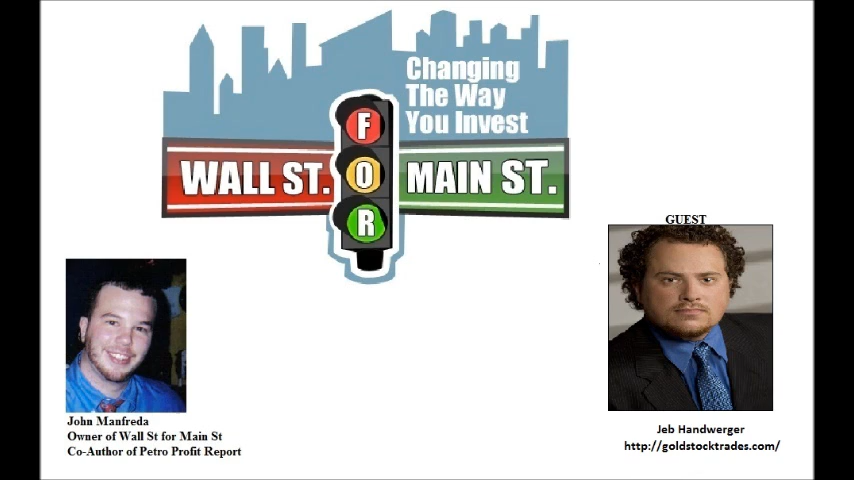 Changing
The Way
You Invest
WALL ST. FOR MAIN ST.
GUEST
John Manfreda
Owner of Wall St for Main St
Co-Author of Petro Profit Report
Jeb Handwerger
http://goldstocktrades.com/